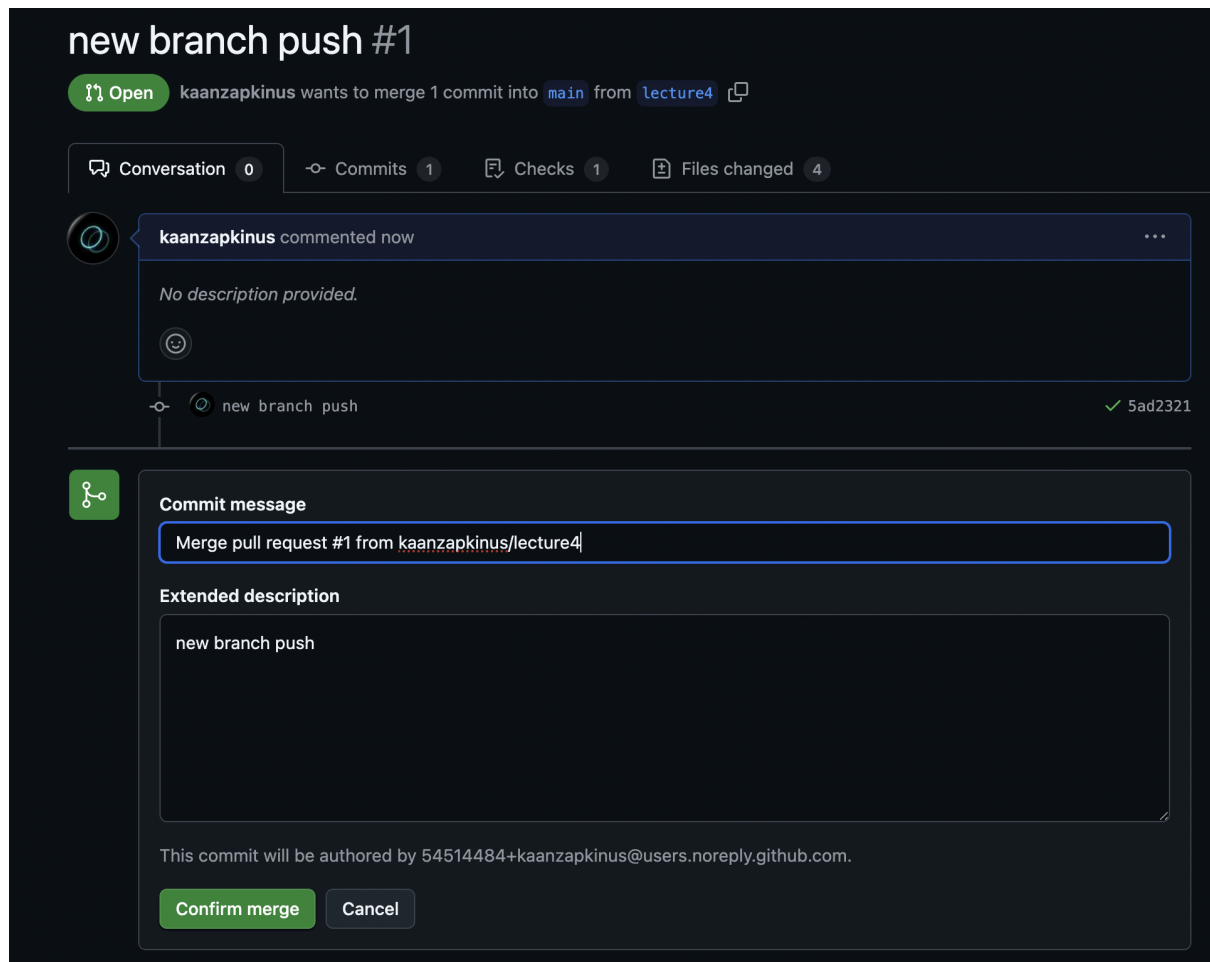 new branch push #1
Open kaanzapkinus wants to merge 1 commit into main from lecture4
Conversation 0 Commits 1 Checks 1 Files changed 4
kaanzapkinus commented now
No description provided.
new branch push 5ad2321
Commit message
Merge pull request #1 from kaanzapkinus/lecture4
Extended description
new branch push
This commit will be authored by 54514484+kaanzapkinus@users.noreply.github.com.
Confirm merge Cancel